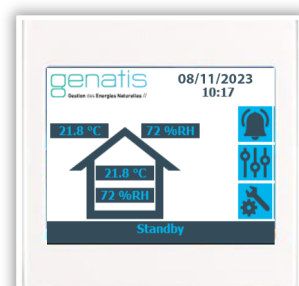 genatis
Gestion des Energies Naturelles //
08/11/2023
10:17
21.8 °C
72 %RH
21.8 °C
72 %RH
Standby